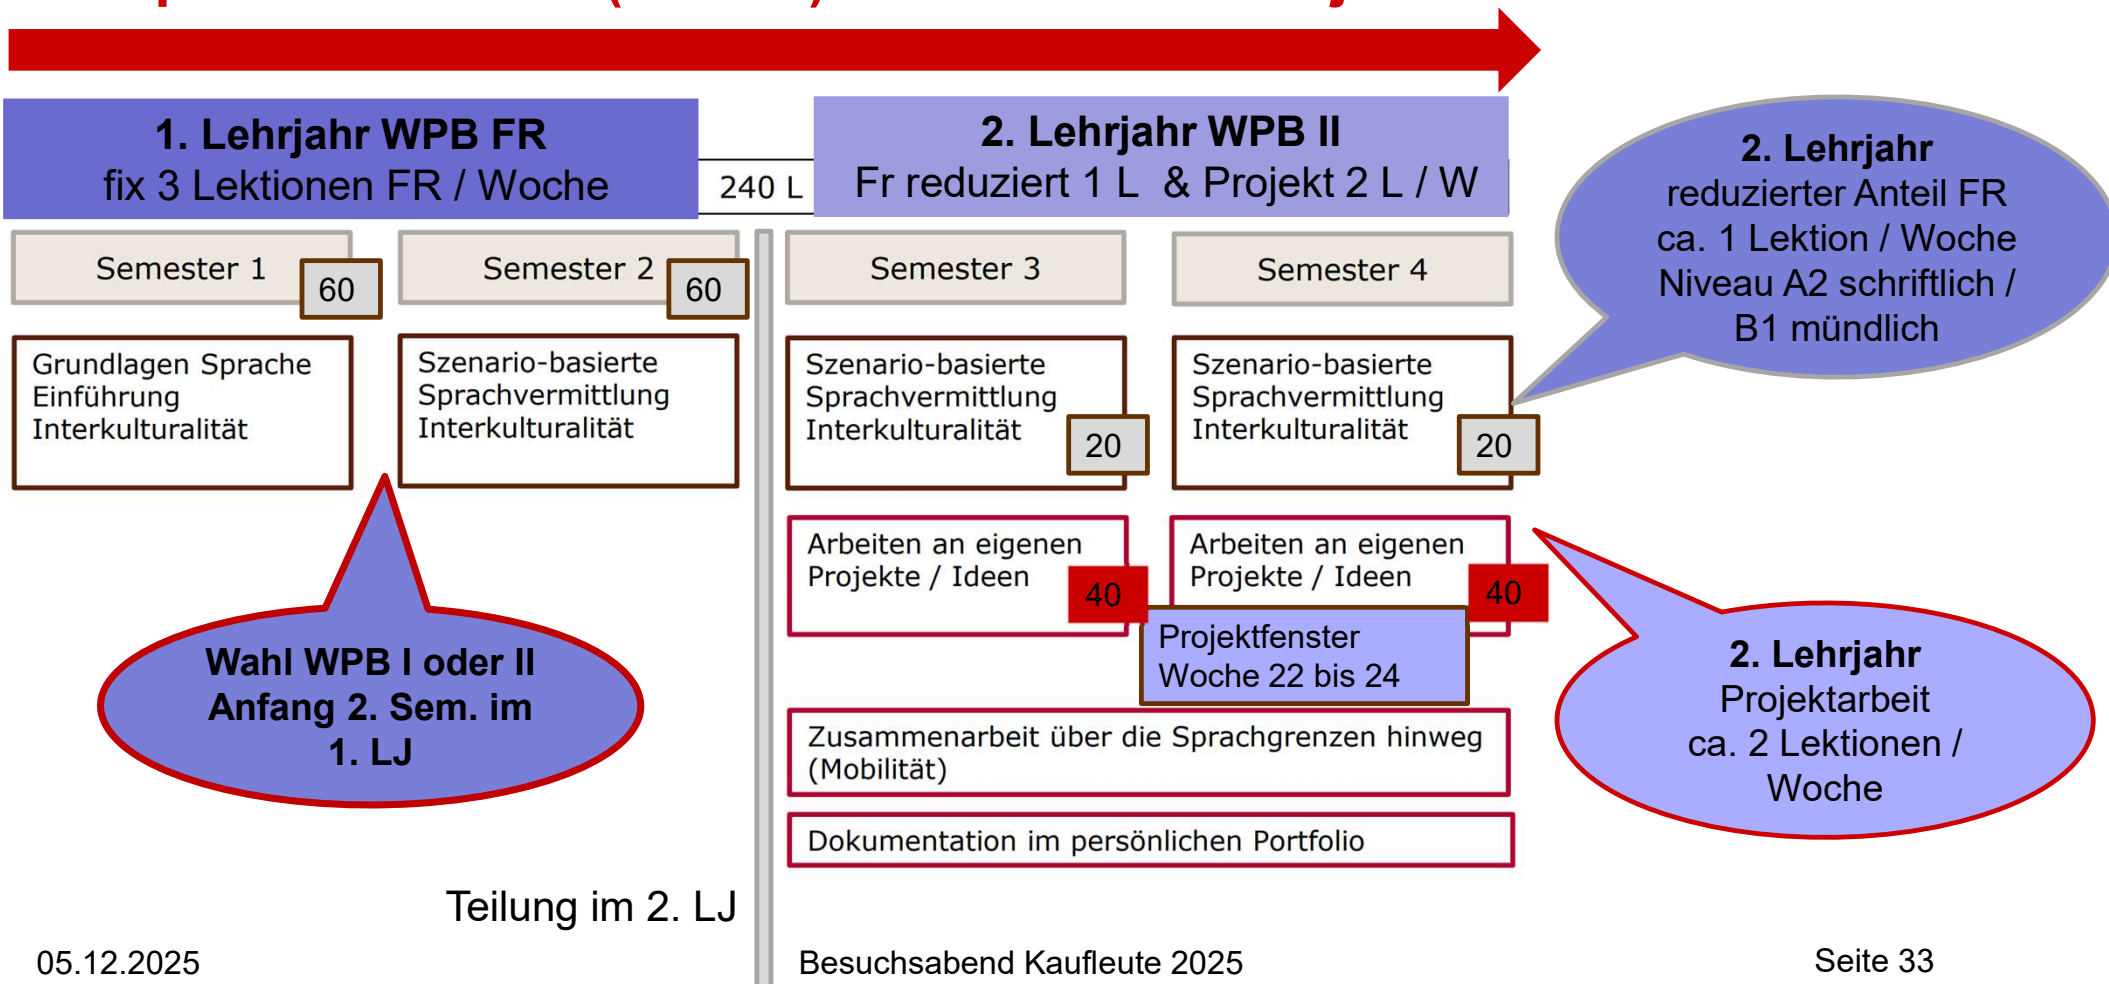 1. Lehrjahr WPB FR
fix 3 Lektionen FR / Woche
240 L
2. Lehrjahr WPB II
Fr reduziert 1 L & Projekt 2 L / W
2. Lehrjahr
reduzierter Anteil FR
ca. 1 Lektion / Woche
Niveau A2 schriftlich /
B1 mündlich
Semester 1
60
Semester 2
60
Semester 3
Semester 4
Grundlagen Sprache
Einführung
Interkulturalität
Szenario-basierte
Sprachvermittlung
Interkulturalität
Szenario-basierte
Sprachvermittlung
Interkulturalität
20
Szenario-basierte
Sprachvermittlung
Interkulturalität
20
Arbeiten an eigenen
Projekte / Ideen
40
Arbeiten an eigenen
Projekte / Ideen
40
Projektfenster
Woche 22 bis 24
Wahl WPB I oder II
Anfang 2. Sem. im
1. LJ
2. Lehrjahr
Projektarbeit
ca. 2 Lektionen /
Woche
Zusammenarbeit über die Sprachgrenzen hinweg
(Mobilität)
Dokumentation im persönlichen Portfolio
Teilung im 2. LJ
05.12.2025
Besuchsabend Kaufleute 2025
Seite 33